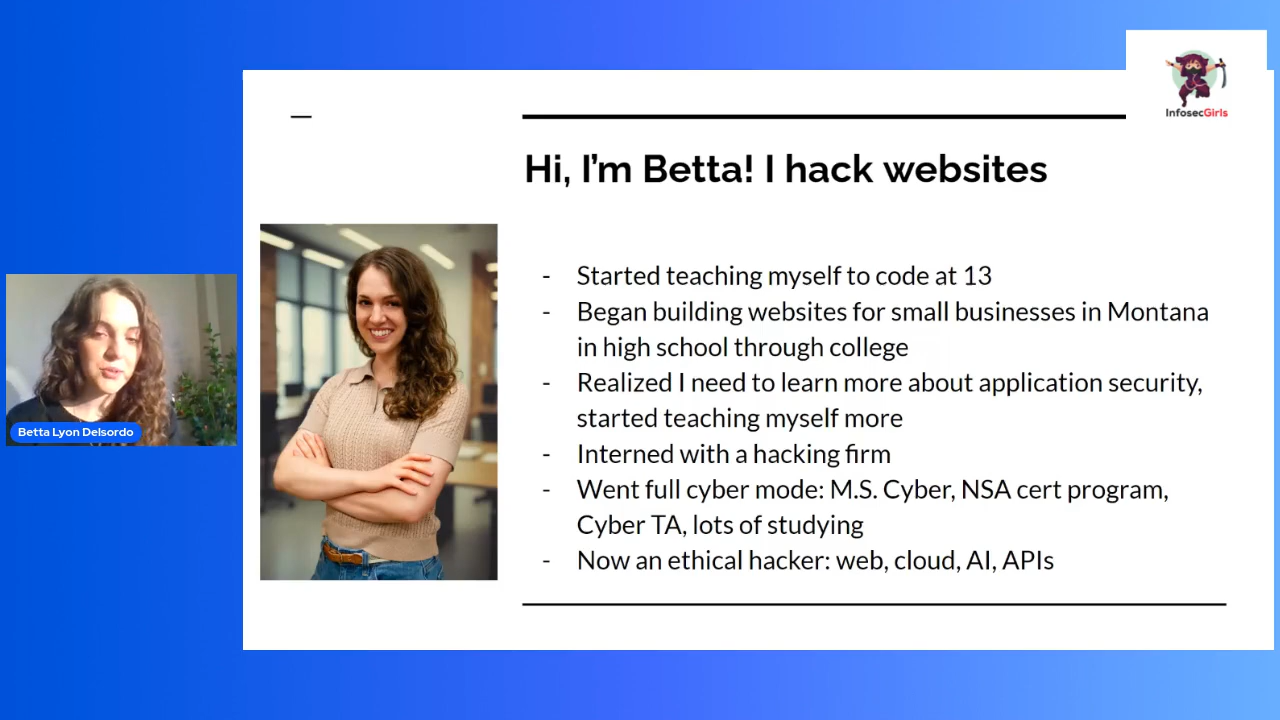 InfosecGirls
Hi, I'm Betta! I hack websites
- Started teaching myself to code at 13
- Began building websites for small businesses in Montana
in high school through college
- Realized I need to learn more about application security,
started teaching myself more
- Interned with a hacking firm
- Went full cyber mode: M.S. Cyber, NSA cert program,
Cyber TA, lots of studying
- Now an ethical hacker: web, cloud, AI, APIs
Betta Lyon Delsordo